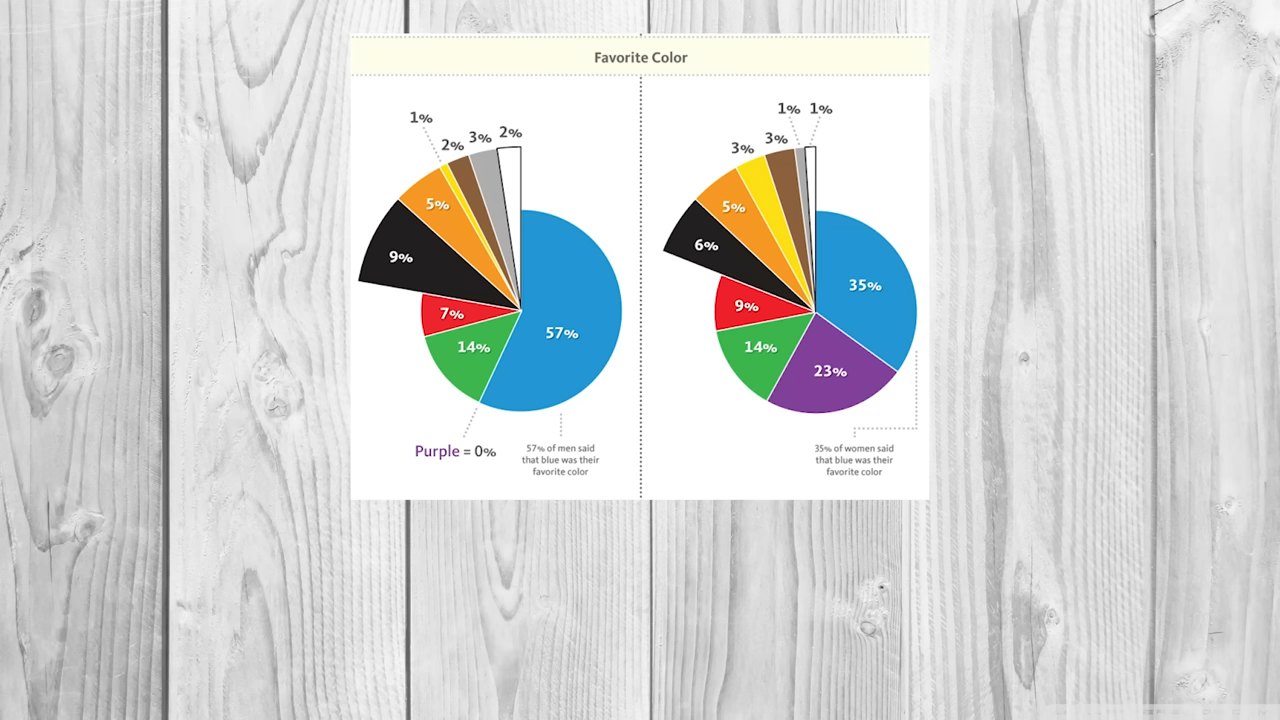 Favorite Color
1%
2%
3%
2%
5%
9%
7%
14%
57%
Purple = 0%
57% of men said
that blue was their
favorite color
1%
1%
3%
3%
5%
6%
9%
14%
35%
23%
35% of women said
that blue was their
favorite color